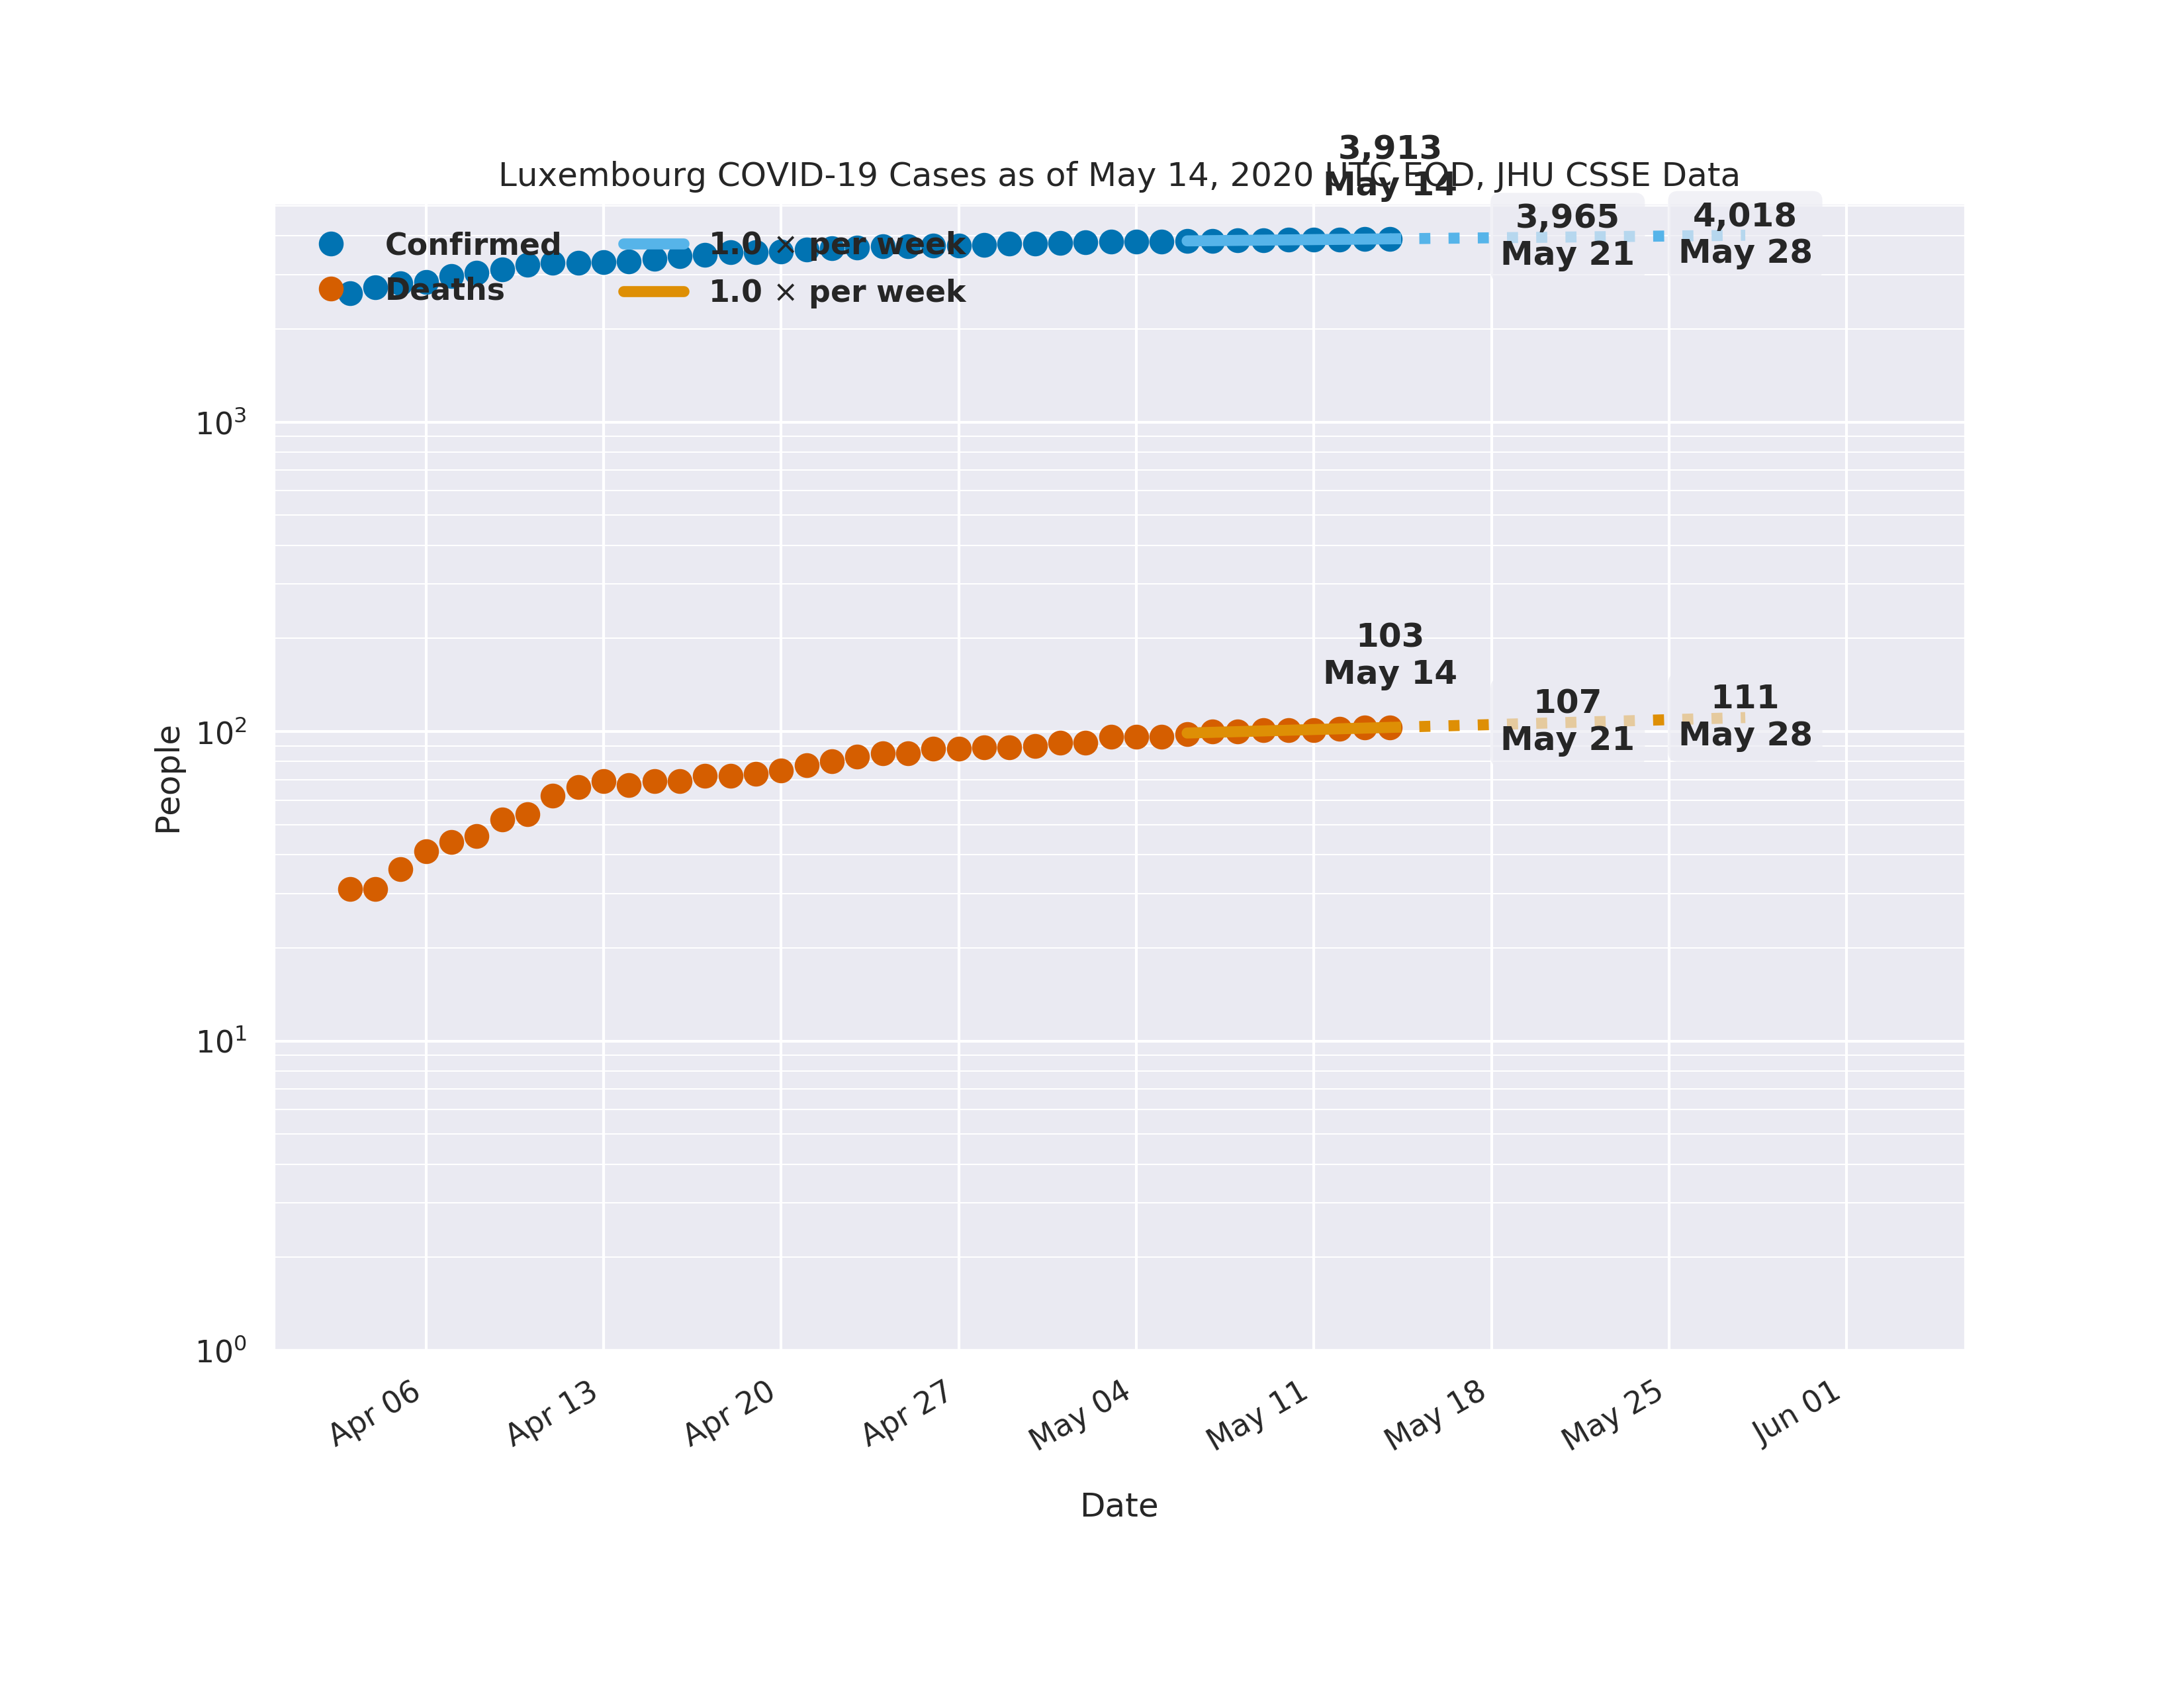 3,913
May 14
Luxembourg COVID-19 Cases as of May 14, 2020 UTC EOD, JHU CSSE Data
3,965
May 21
4,018
May 28
Confirmed
Deaths
1.0 × per week
1.0 × per week
103
May 14
107
May 21
111
May 28
People
10³
10²
10¹
10⁰
Apr 06
Apr 13
Apr 20
Apr 27
May 04
May 11
May 18
May 25
Jun 01
Date